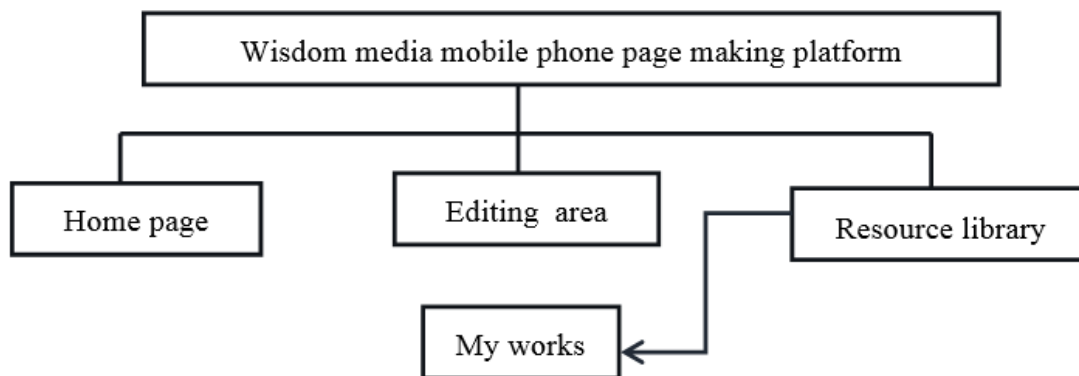 Wisdom media mobile phone page making platform
Home page
Editing area
Resource library
My works